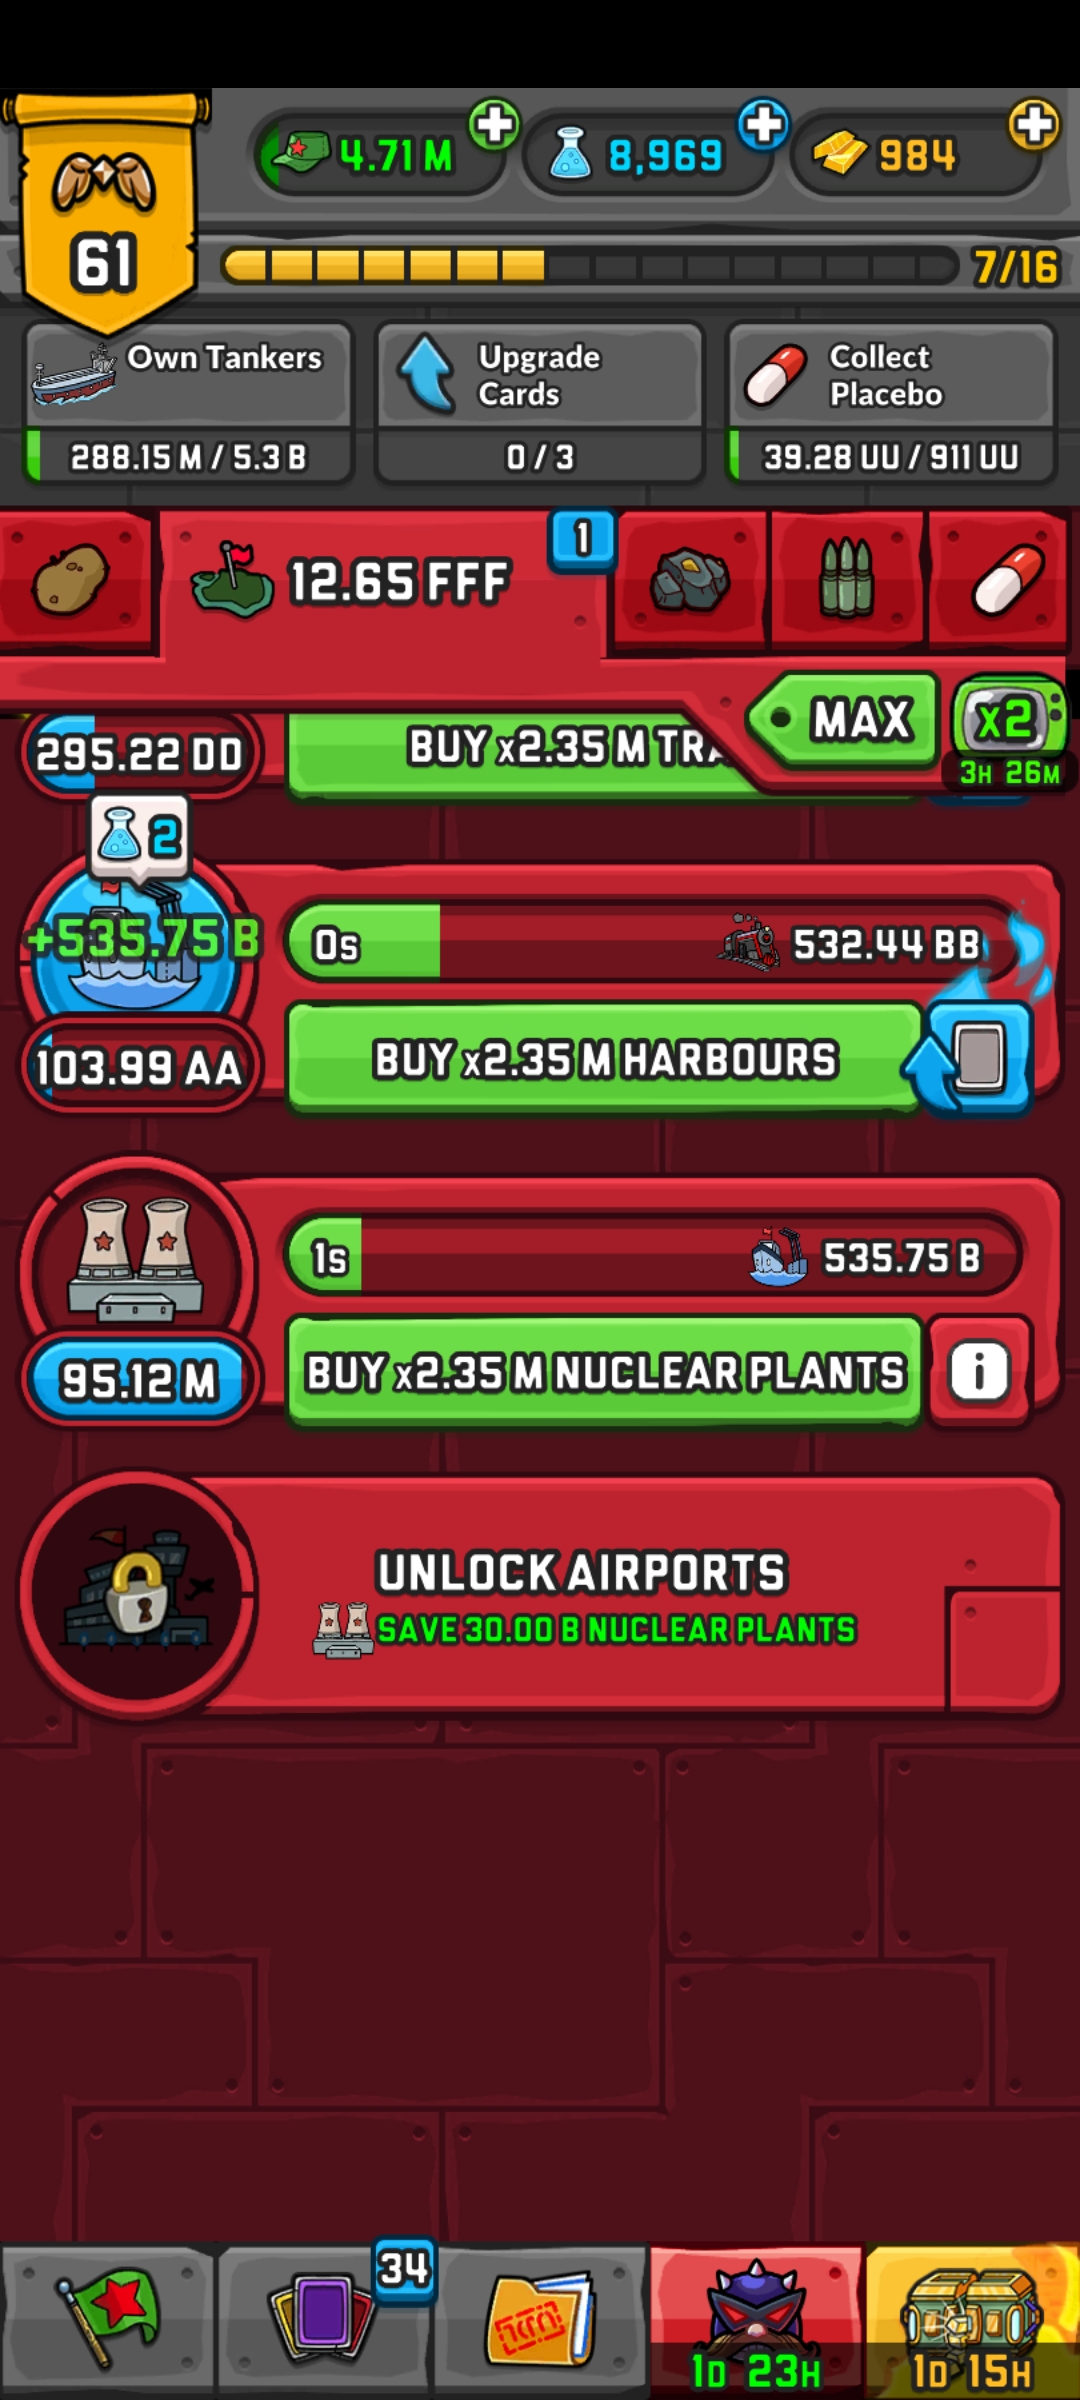 4.71 M
8,969
984
61
7/16
Own Tankers
288.15 M / 5.3 B
Upgrade
Cards
0 / 3
Collect
Placebo
39.28 UU / 911 UU
12.65 FFF
1
MAX
x2
3H 26M
295.22 DD
BUY x2.35 M TRA
2
+535.75 B
0s
532.44 BB
103.99 AA
BUY x2.35 M HARBOURS
1s
535.75 B
95.12 M
BUY x2.35 M NUCLEAR PLANTS
i
UNLOCK AIRPORTS
SAVE 30.00 B NUCLEAR PLANTS
34
1D 23H
1D 15H